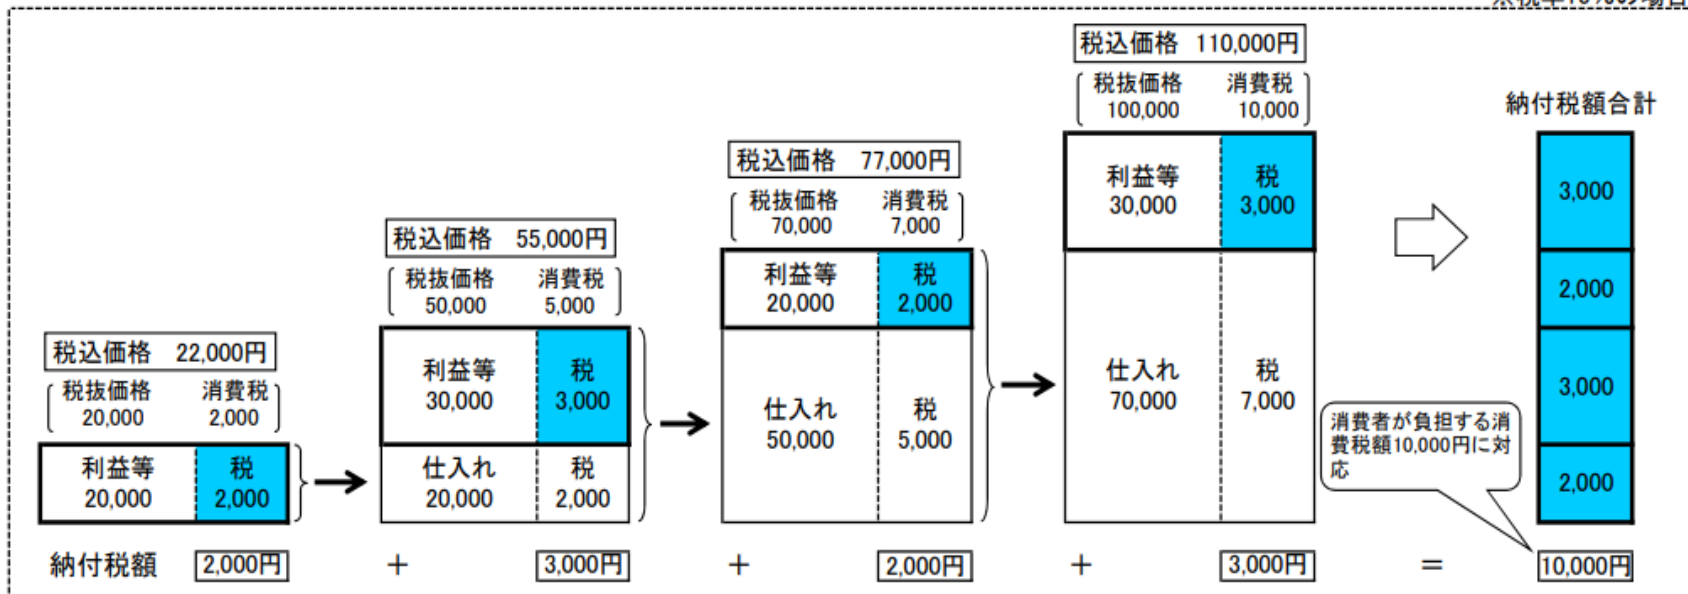 税込価格 22,000円
税抜価格 消費税
20,000 2,000
利益等 税
20,000 2,000
税込価格 55,000円
税抜価格 消費税
50,000 5,000
利益等 税
30,000 3,000
仕入れ 税
20,000 2,000
税込価格 77,000円
税抜価格 消費税
70,000 7,000
利益等 税
20,000 2,000
仕入れ 税
50,000 5,000
税込価格 110,000円
税抜価格 消費税
100,000 10,000
利益等 税
30,000 3,000
仕入れ 税
70,000 7,000
納付税額合計
3,000
2,000
3,000
2,000
消費者が負担する消
費税額10,000円に対
応
納付税額 2,000円 + 3,000円 + 2,000円 + 3,000円 = 10,000円